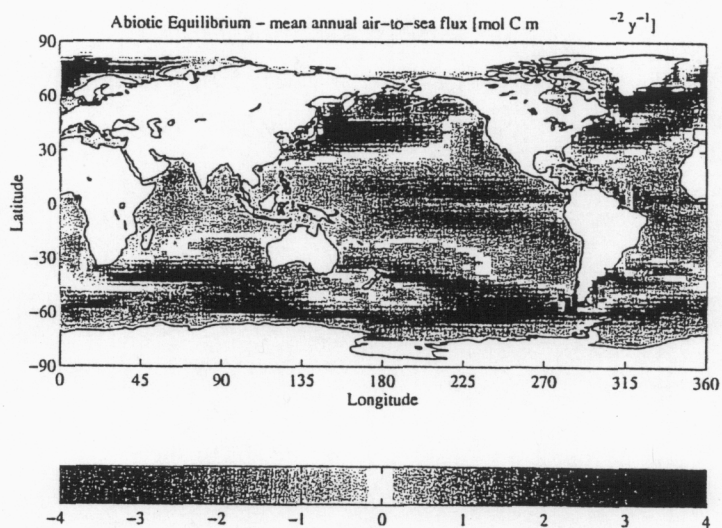 Abiotic Equilibrium − mean annual air−to−sea flux [mol C m −2 y−1]
90
60
30
0
−30
−60
−90
Latitude
0 45 90 135 180 225 270 315 360
Longitude
−4 −3 −2 −1 0 1 2 3 4